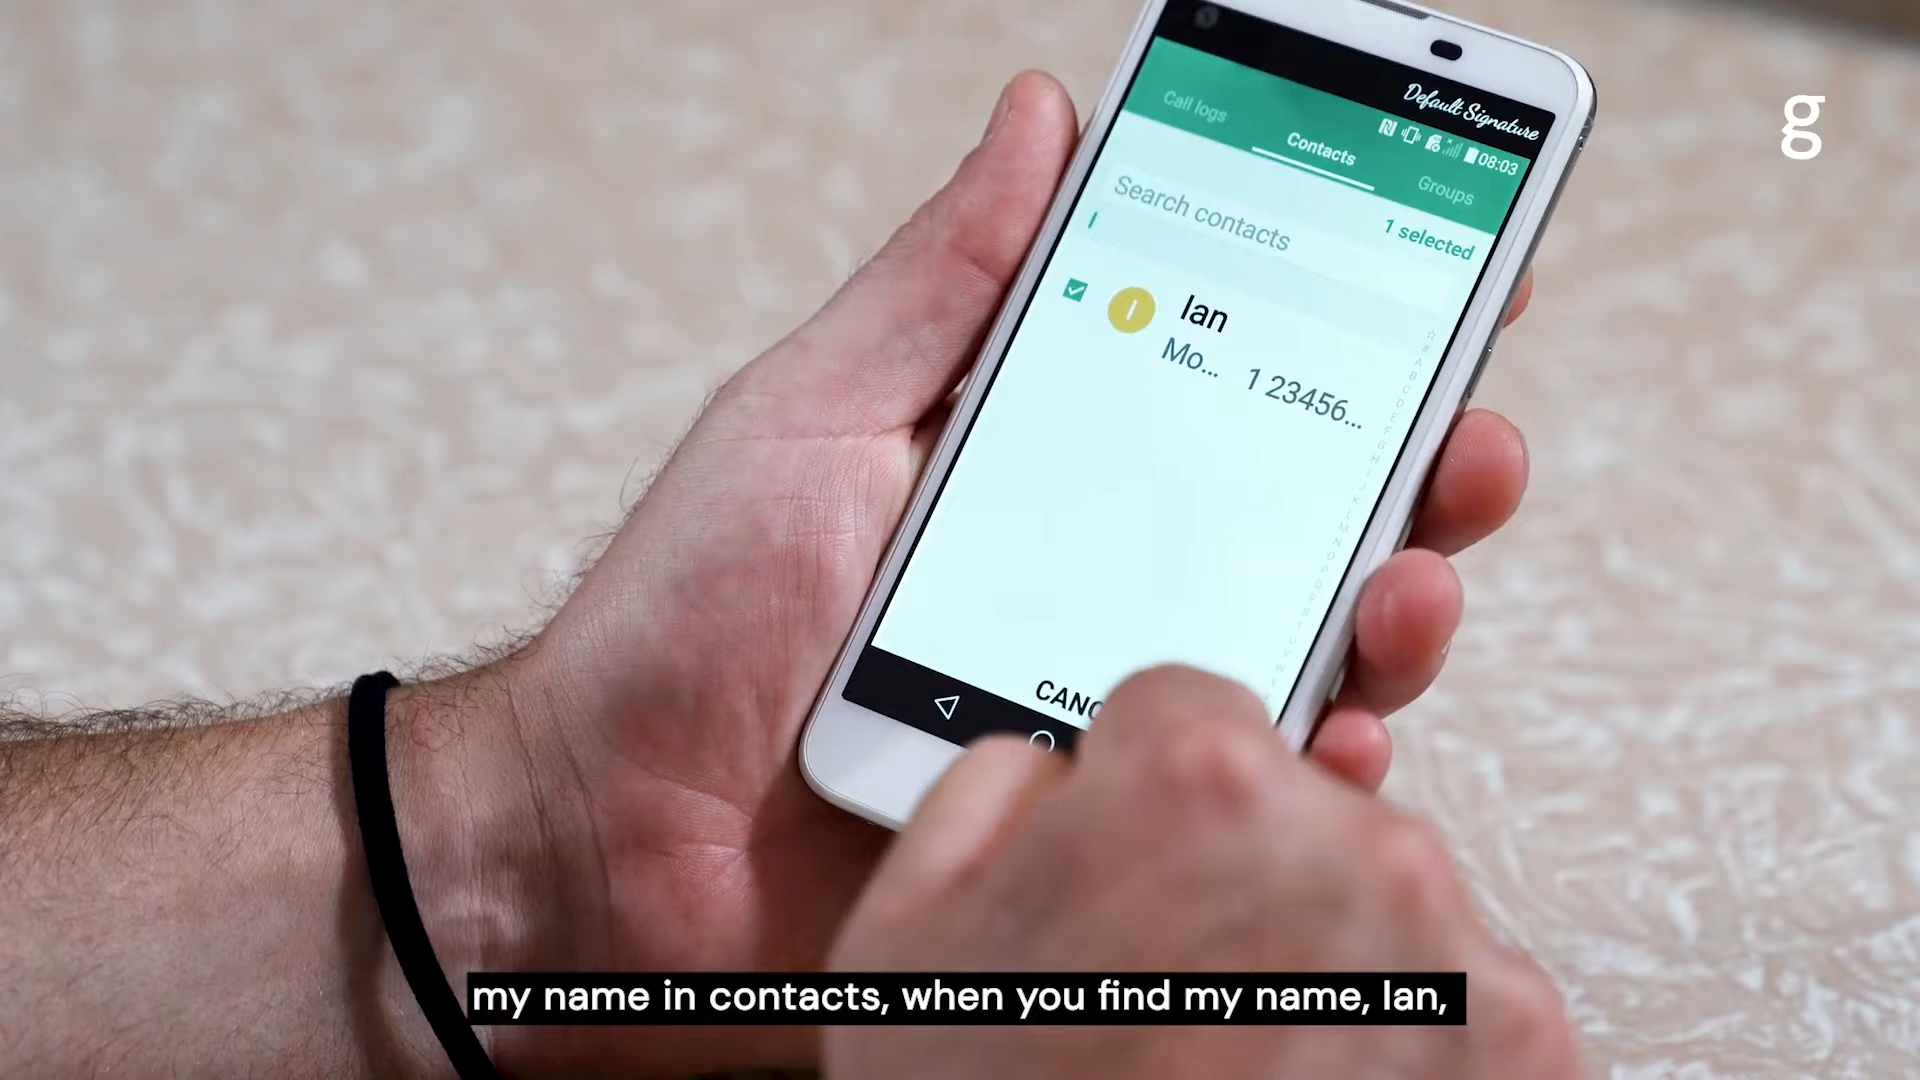 Default Signature
08:03
Call logs
Contacts
Groups
Search contacts
1 selected
I
I
Ian
Mo... 1 23456...
CANC
g
my name in contacts, when you find my name, Ian,